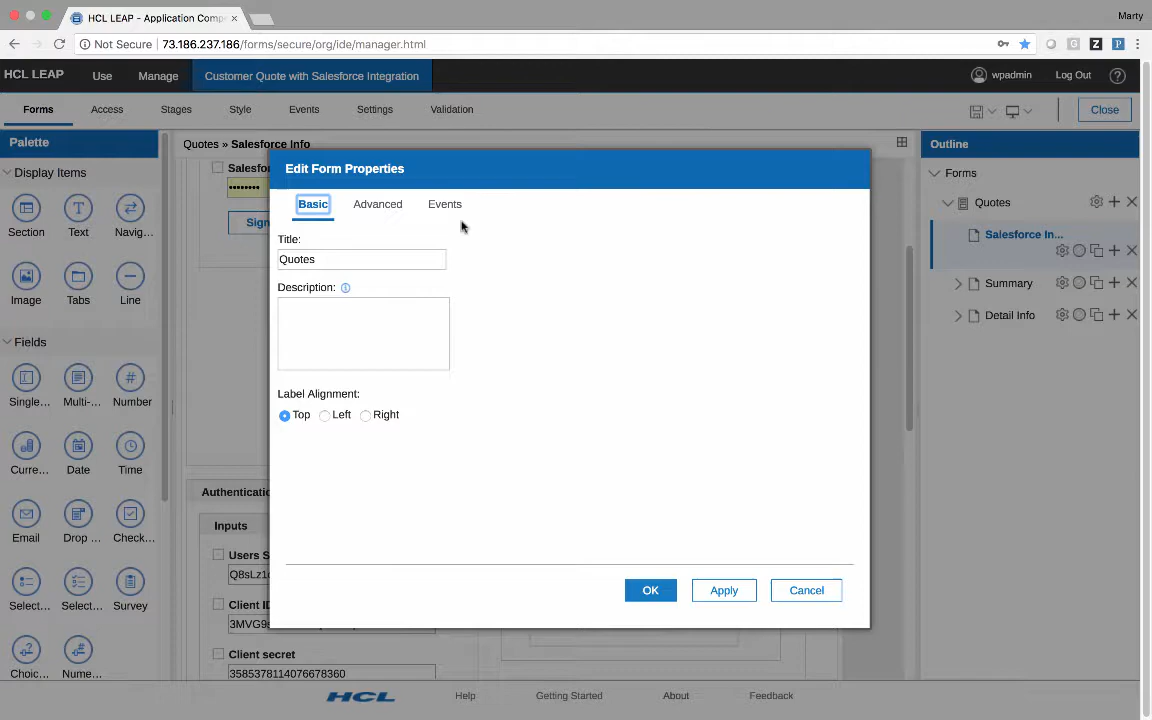 HCL LEAP - Application Comp
Marty
Not Secure 73.186.237.186/forms/secure/org/ide/manager.html
HCL LEAP Use Manage Customer Quote with Salesforce Integration wpadmin Log Out
Forms Access Stages Style Events Settings Validation Close
Palette
Quotes » Salesforce Info
Outline
Display Items
Section Text Navig...
Image Tabs Line
Fields
Single... Multi-... Number
Curre... Date Time
Email Drop ... Check...
Select... Select... Survey
Choic... Nume...
Salesfo
••••••••
Sign
Authenticatio
Inputs
Users S
Q8sLz1
Client ID
3MVG9
Client secret
3585378114076678360
Edit Form Properties
Basic Advanced Events
Title:
Quotes
Description:
Label Alignment:
Top Left Right
OK Apply Cancel
Forms
Quotes
Salesforce In...
Summary
Detail Info
HCL Help Getting Started About Feedback